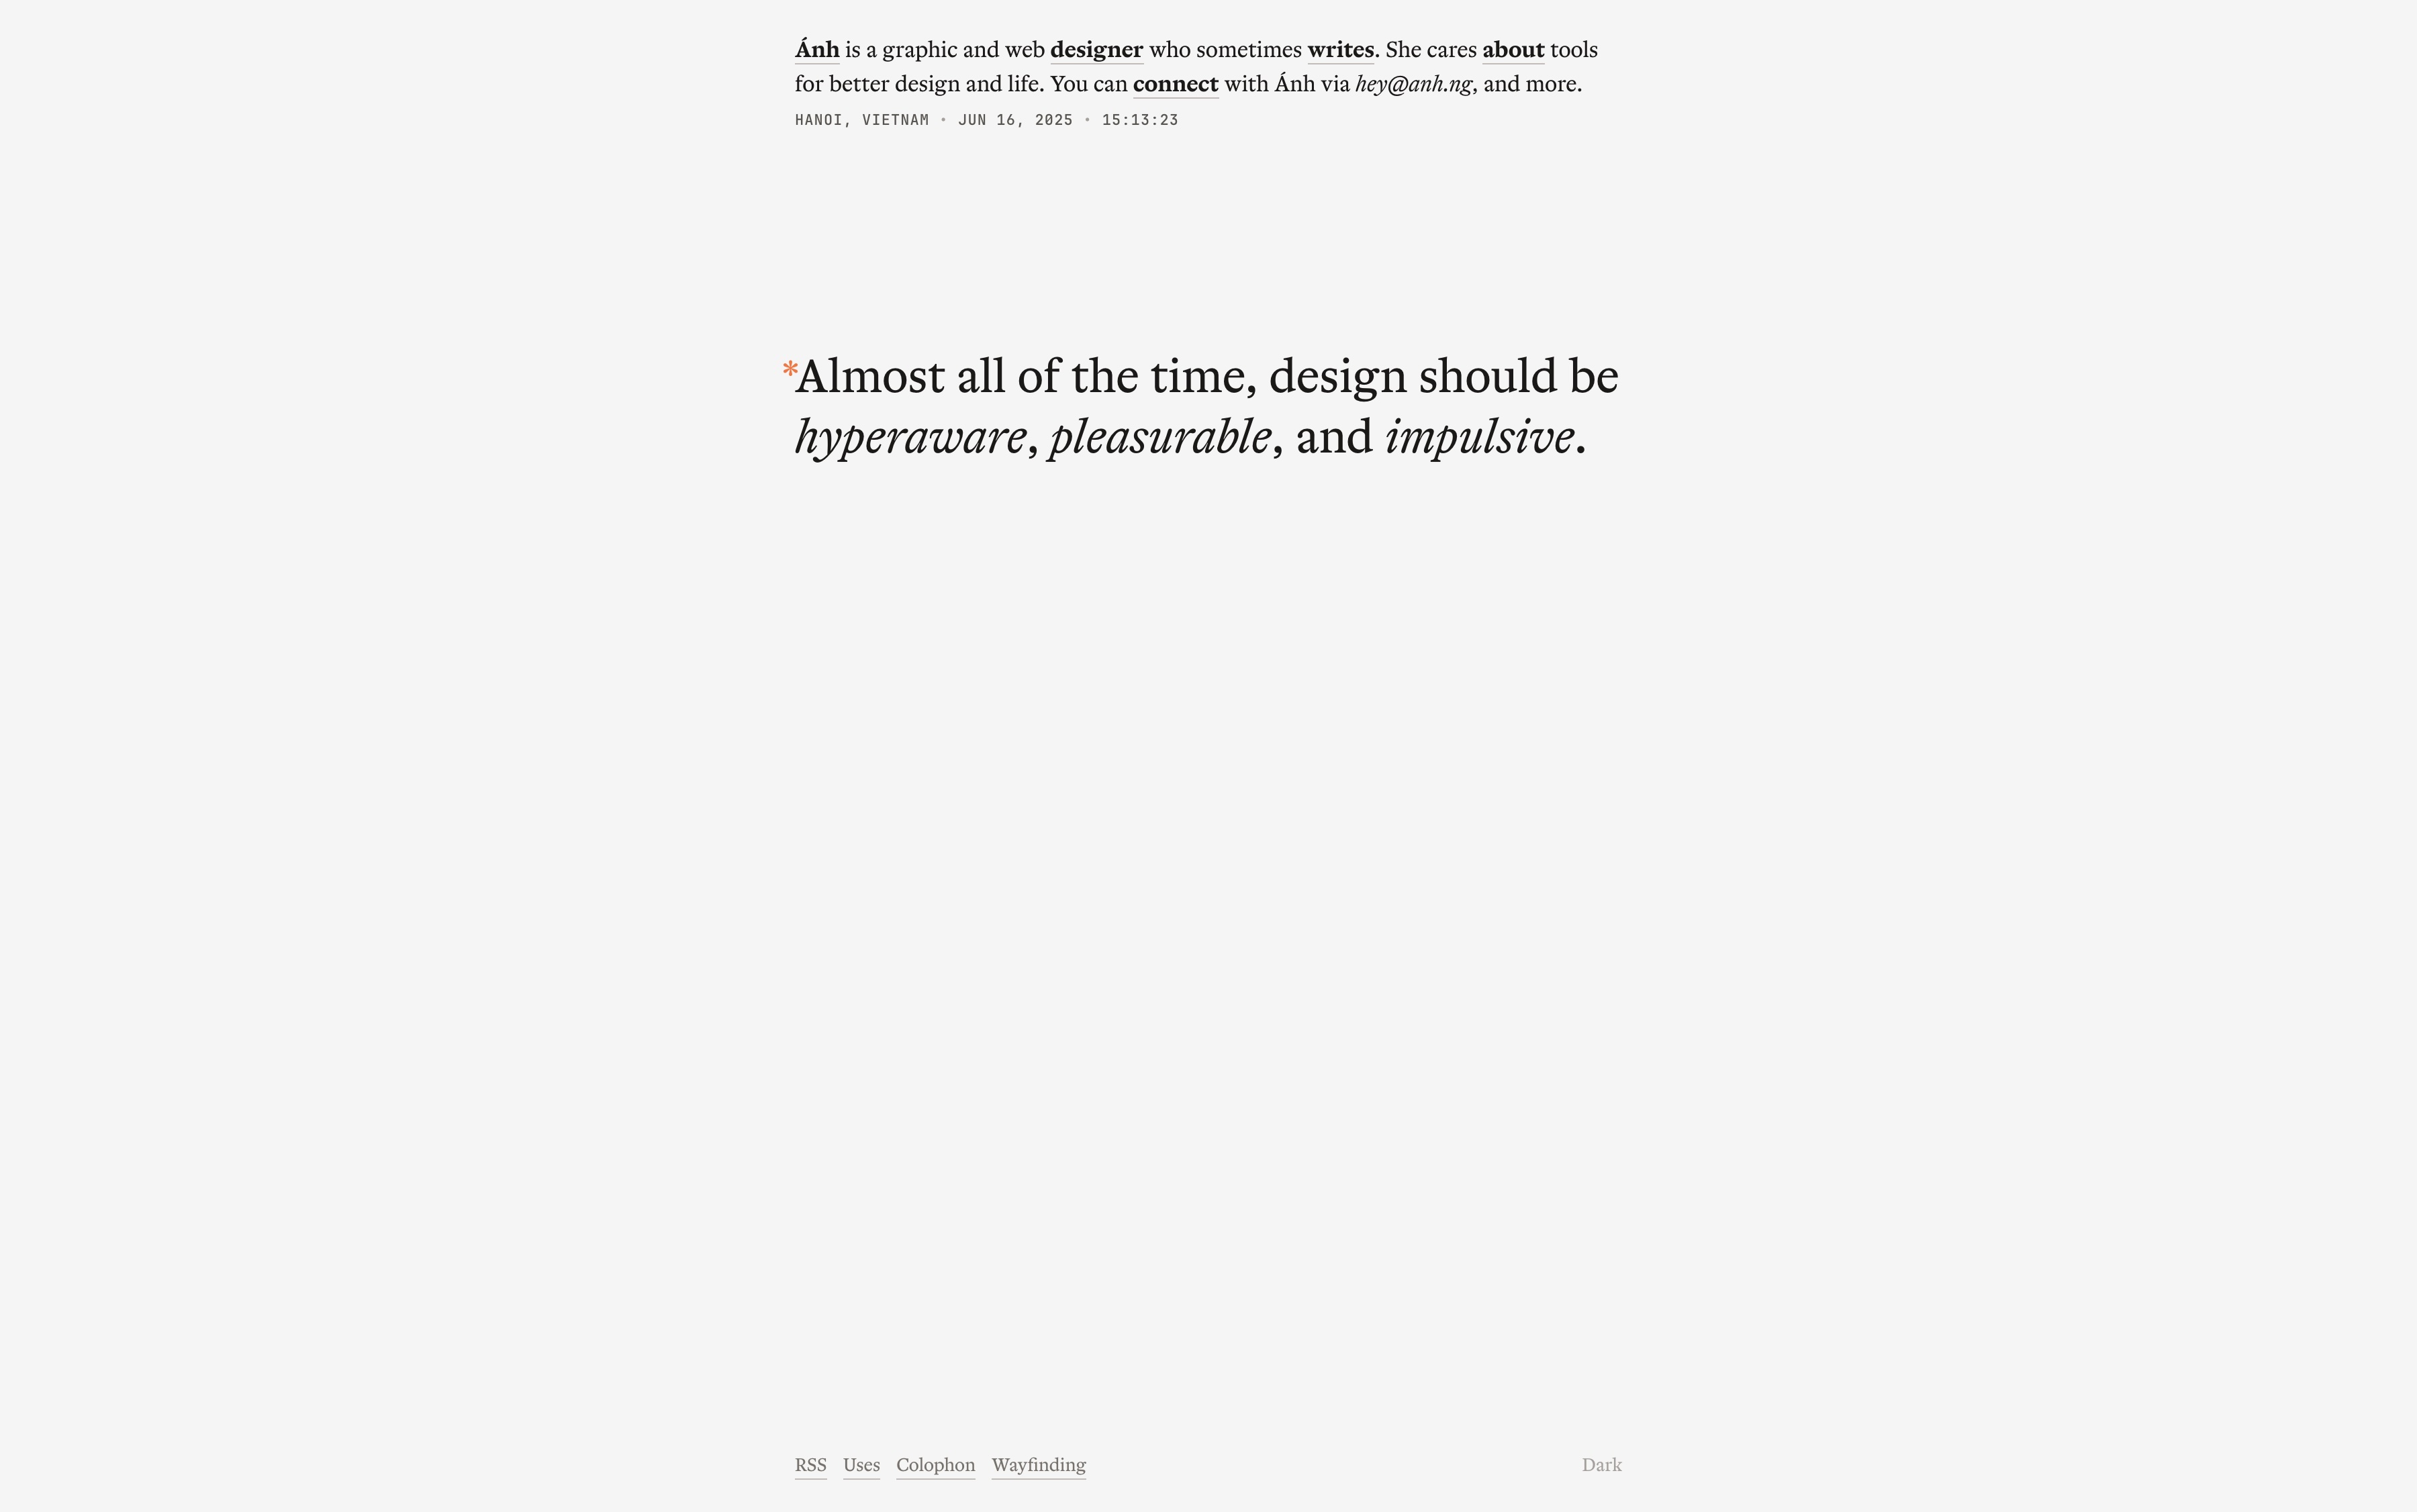 Ánh is a graphic and web designer who sometimes writes. She cares about tools
for better design and life. You can connect with Ánh via hey@anh.ng, and more.
HANOI, VIETNAM • JUN 16, 2025 • 15:13:23
*Almost all of the time, design should be
hyperaware, pleasurable, and impulsive.
RSS Uses Colophon Wayfinding Dark